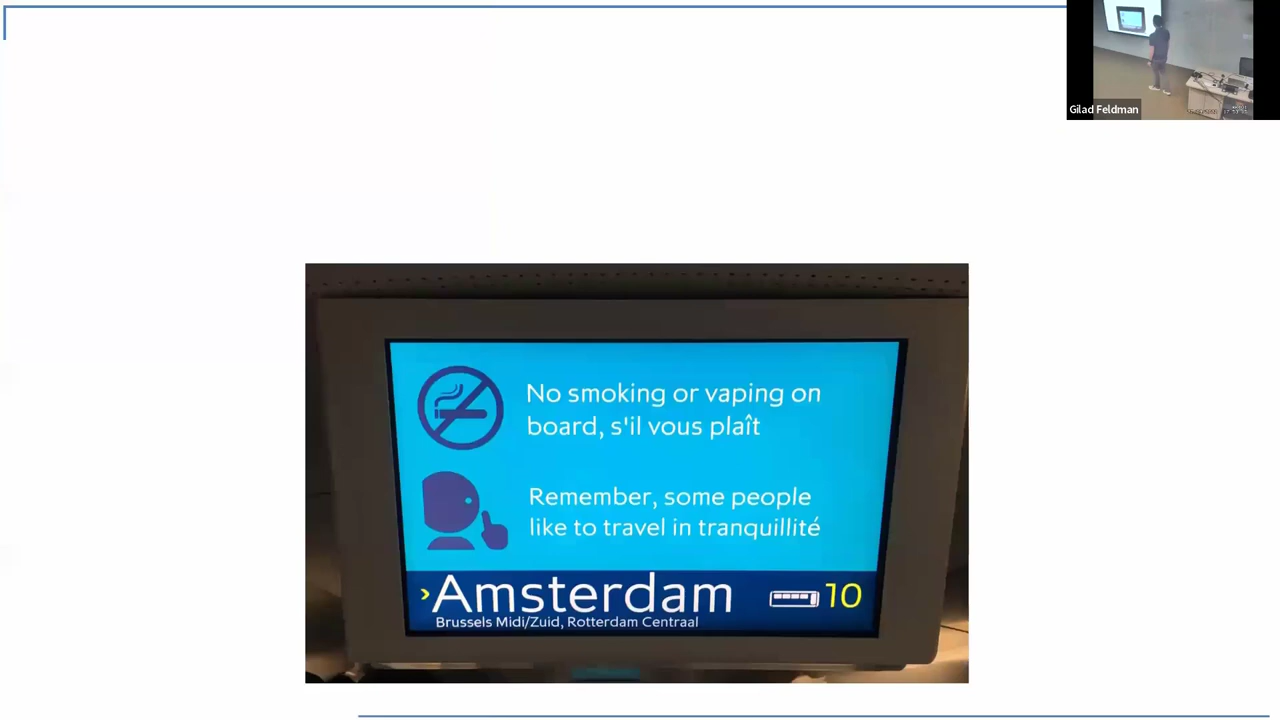 Gilad Feldman
No smoking or vaping on
board, s'il vous plaît
Remember, some people
like to travel in tranquillité
›Amsterdam 10
Brussels Midi/Zuid, Rotterdam Centraal